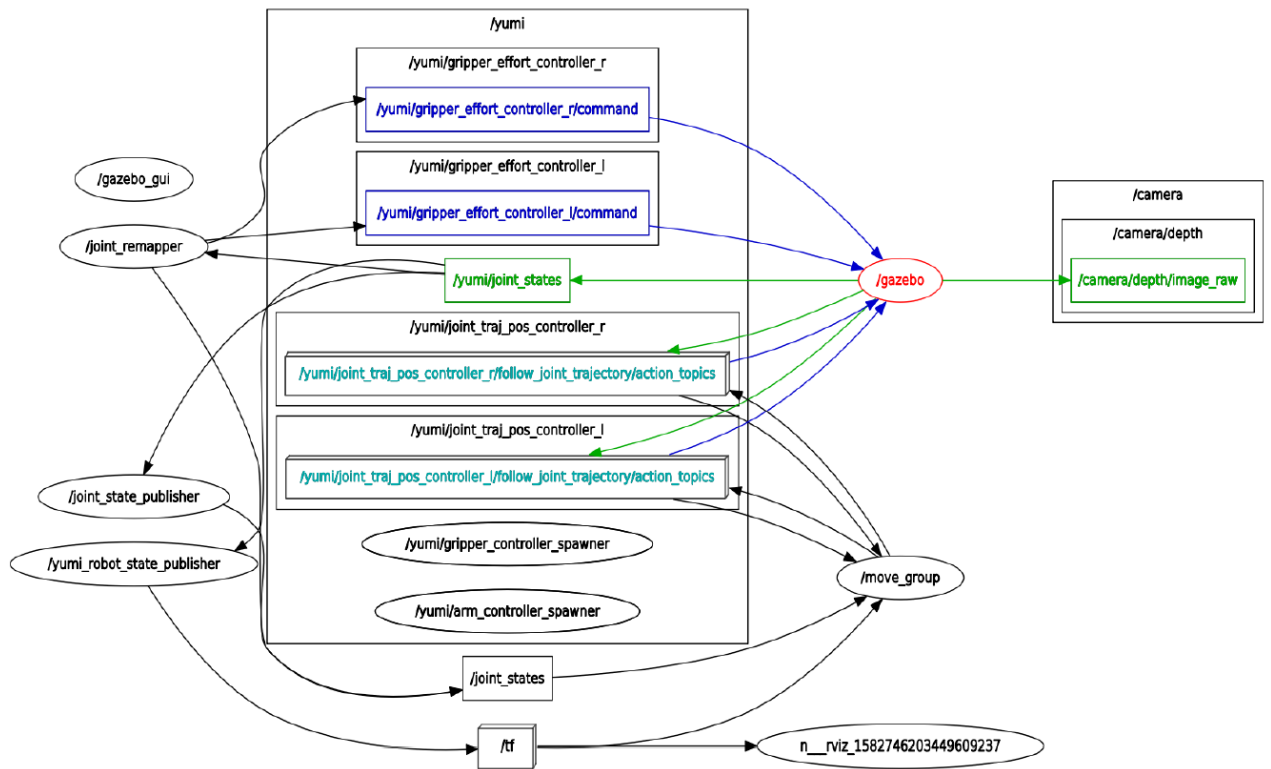 /yumi
/yumi/gripper_effort_controller_r
/yumi/gripper_effort_controller_r/command
/yumi/gripper_effort_controller_l
/yumi/gripper_effort_controller_l/command
/gazebo_gui
/joint_remapper
/yumi/joint_states
/gazebo
/camera
/camera/depth
/camera/depth/image_raw
/yumi/joint_traj_pos_controller_r
/yumi/joint_traj_pos_controller_r/follow_joint_trajectory/action_topics
/yumi/joint_traj_pos_controller_l
/yumi/joint_traj_pos_controller_l/follow_joint_trajectory/action_topics
/joint_state_publisher
/yumi_robot_state_publisher
/yumi/gripper_controller_spawner
/yumi/arm_controller_spawner
/move_group
/joint_states
/tf
n__rviz_1582746203449609237